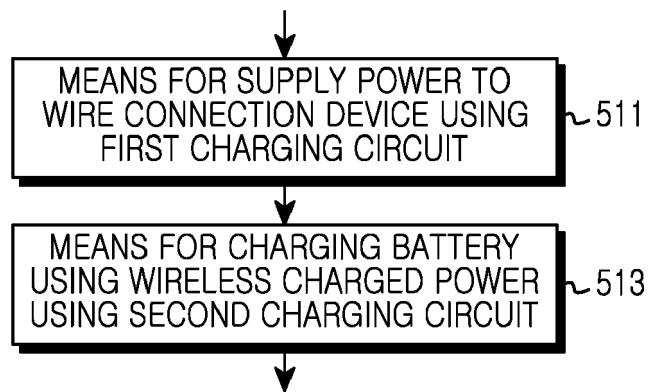 MEANS FOR SUPPLY POWER TO
WIRE CONNECTION DEVICE USING
FIRST CHARGING CIRCUIT
511
MEANS FOR CHARGING BATTERY
USING WIRELESS CHARGED POWER
USING SECOND CHARGING CIRCUIT
513